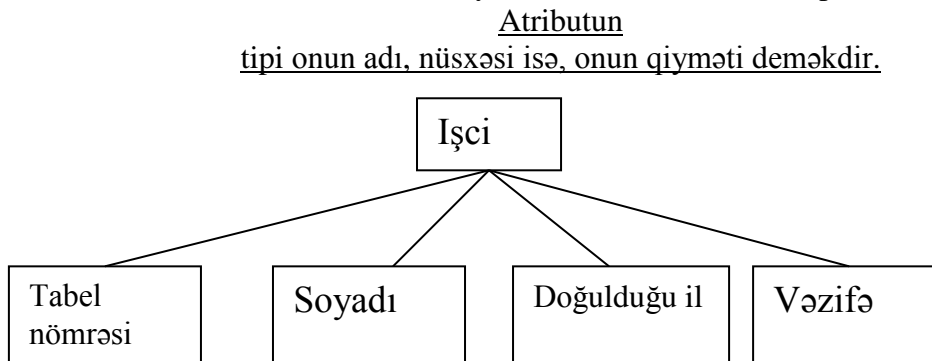 Atributun
tipi onun adı, nüsxəsi isə, onun qiyməti deməkdir.
Işci
Tabel
nömrəsi
Soyadı
Doğulduğu il
Vəzifə